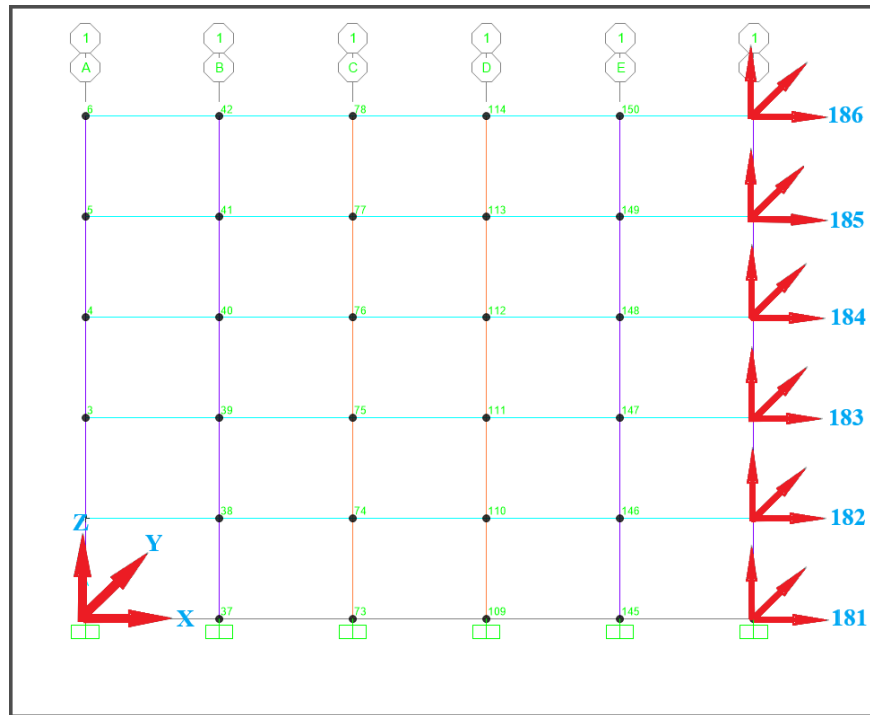 1 1 1 1 1 1
A B C D E
6 42 78 114 150 186
5 41 77 113 149 185
4 40 76 112 148 184
3 39 75 111 147 183
38 74 110 146 182
Z
Y
X 37 73 109 145 181